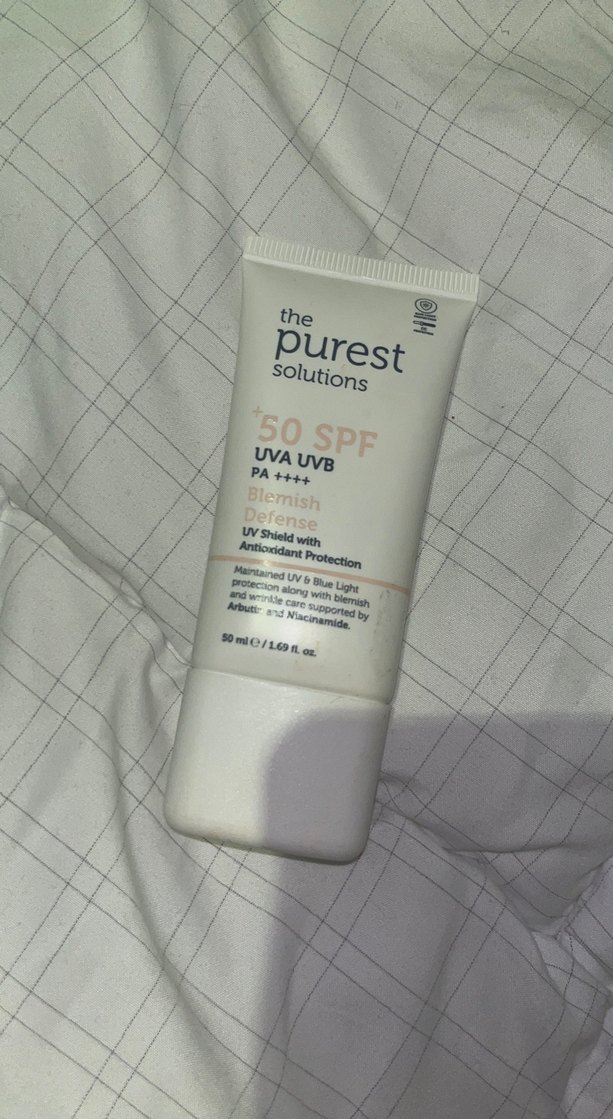 the
purest
solutions
+50 SPF
UVA UVB
PA ++++
Blemish
Defense
UV Shield with
Antioxidant Protection
Maintained UV & Blue Light
protection along with blemish
and wrinkle care supported by
Arbutin and Niacinamide.
50 ml ℮ / 1.69 fl. oz.